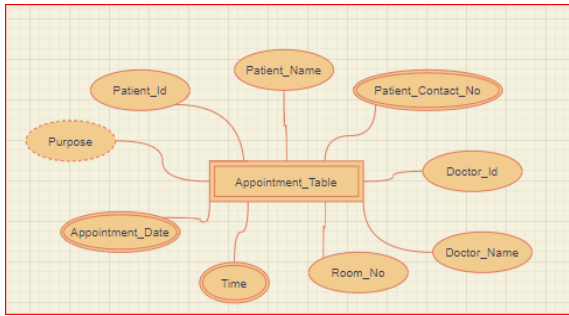 Patient_Name
Patient_Id
Patient_Contact_No
Purpose
Appointment_Table
Doctor_Id
Appointment_Date
Doctor_Name
Time
Room_No